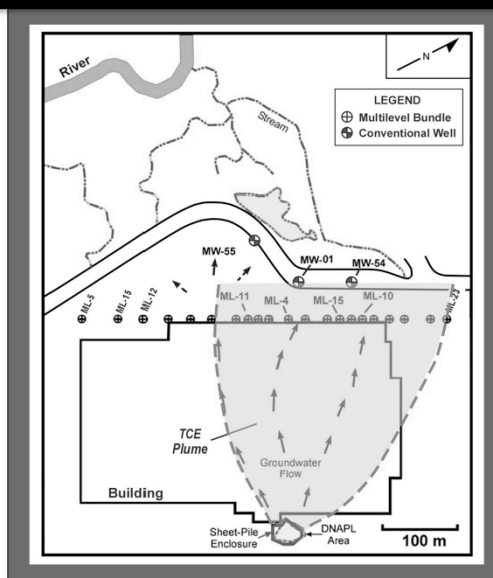 River
N
LEGEND
Multilevel Bundle
Conventional Well
Stream
MW-55
MW-01
MW-54
ML-5
ML-15
ML-12
ML-11
ML-4
ML-15
ML-10
ML-23
TCE
Plume
Groundwater
Flow
Building
Sheet-Pile
Enclosure
DNAPL
Area
100 m